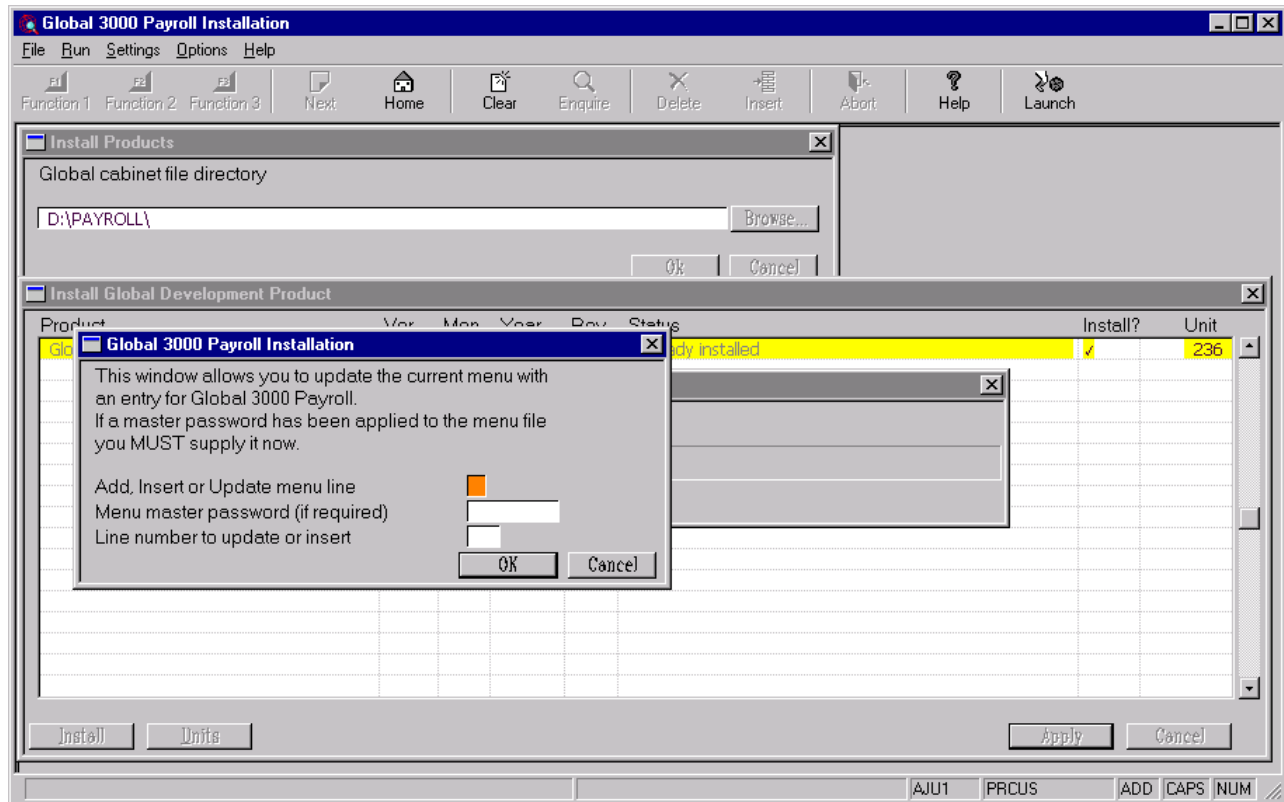 Global 3000 Payroll Installation
File Run Settings Options Help
F1 F2 F3
Function 1 Function 2 Function 3 Next Home Clear Enquire Delete Insert Abort Help Launch
Install Products
Global cabinet file directory
D:\PAYROLL\ Browse...
Ok Cancel
Install Global Development Product
Product Ver Mon Year Rev Status Install? Unit
Glo ady installed ✓ 236
Global 3000 Payroll Installation
This window allows you to update the current menu with
an entry for Global 3000 Payroll.
If a master password has been applied to the menu file
you MUST supply it now.
Add, Insert or Update menu line
Menu master password (if required)
Line number to update or insert
OK Cancel
Install Units Apply Cancel
AJU1 PRCUS ADD CAPS NUM